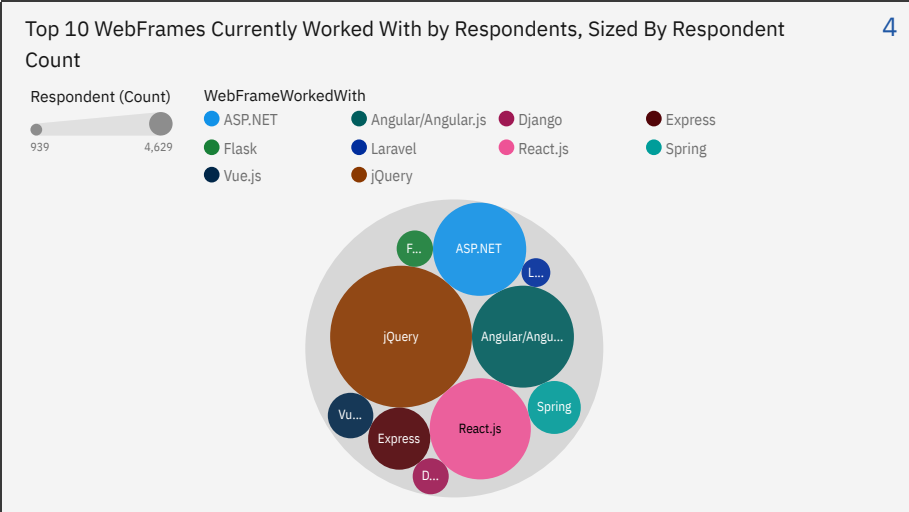 Top 10 WebFrames Currently Worked With by Respondents, Sized By Respondent
Count
4
Respondent (Count)
939
4,629
WebFrameWorkedWith
ASP.NET
Angular/Angular.js
Django
Express
Flask
Laravel
React.js
Spring
Vue.js
jQuery
F...
ASP.NET
L...
jQuery
Angular/Angu...
Vu...
Express
React.js
Spring
D...